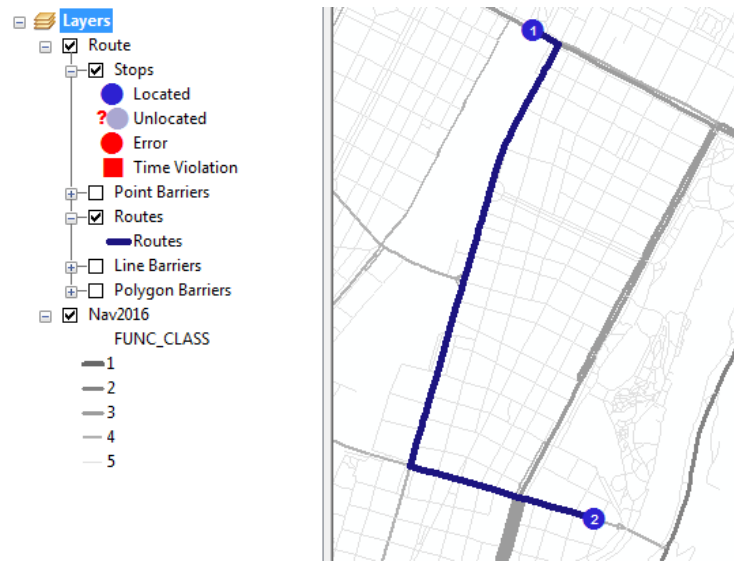 Layers
Route
Stops
Located
? Unlocated
Error
Time Violation
Point Barriers
Routes
Routes
Line Barriers
Polygon Barriers
Nav2016
FUNC_CLASS
1
2
3
4
5
1
2